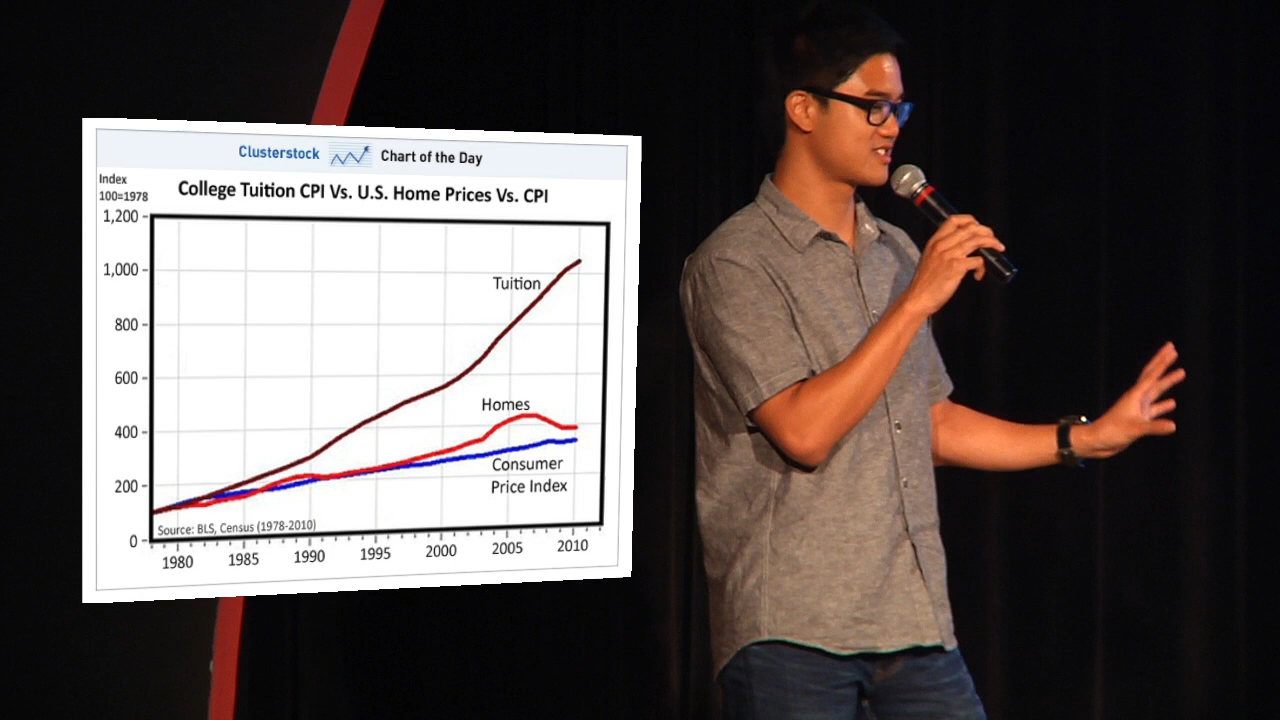 Clusterstock Chart of the Day
Index
100=1978
College Tuition CPI Vs. U.S. Home Prices Vs. CPI
1,200
1,000
800
600
400
200
0
Tuition
Homes
Consumer
Price Index
Source: BLS, Census (1978-2010)
1980 1985 1990 1995 2000 2005 2010